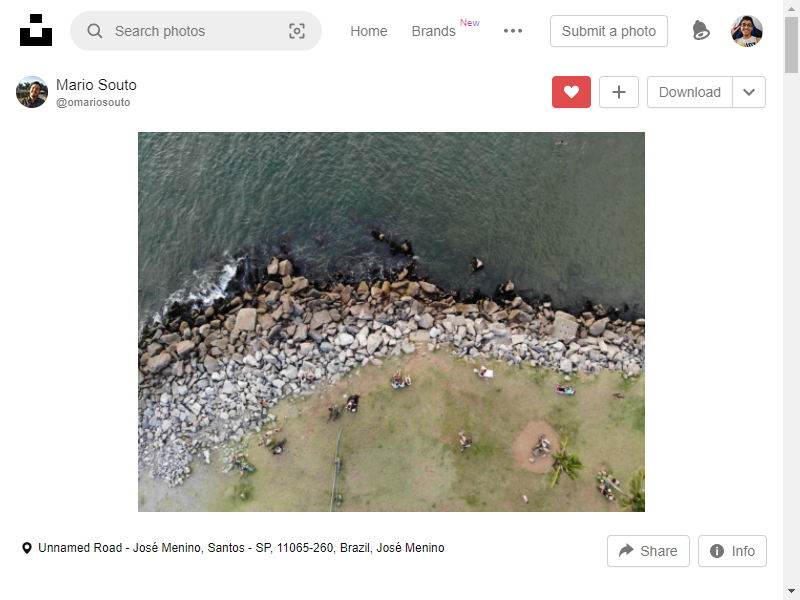 Search photos
Home
Brands
New
Submit a photo
Mario Souto
@omariosouto
Download
Unnamed Road - José Menino, Santos - SP, 11065-260, Brazil, José Menino
Share
Info